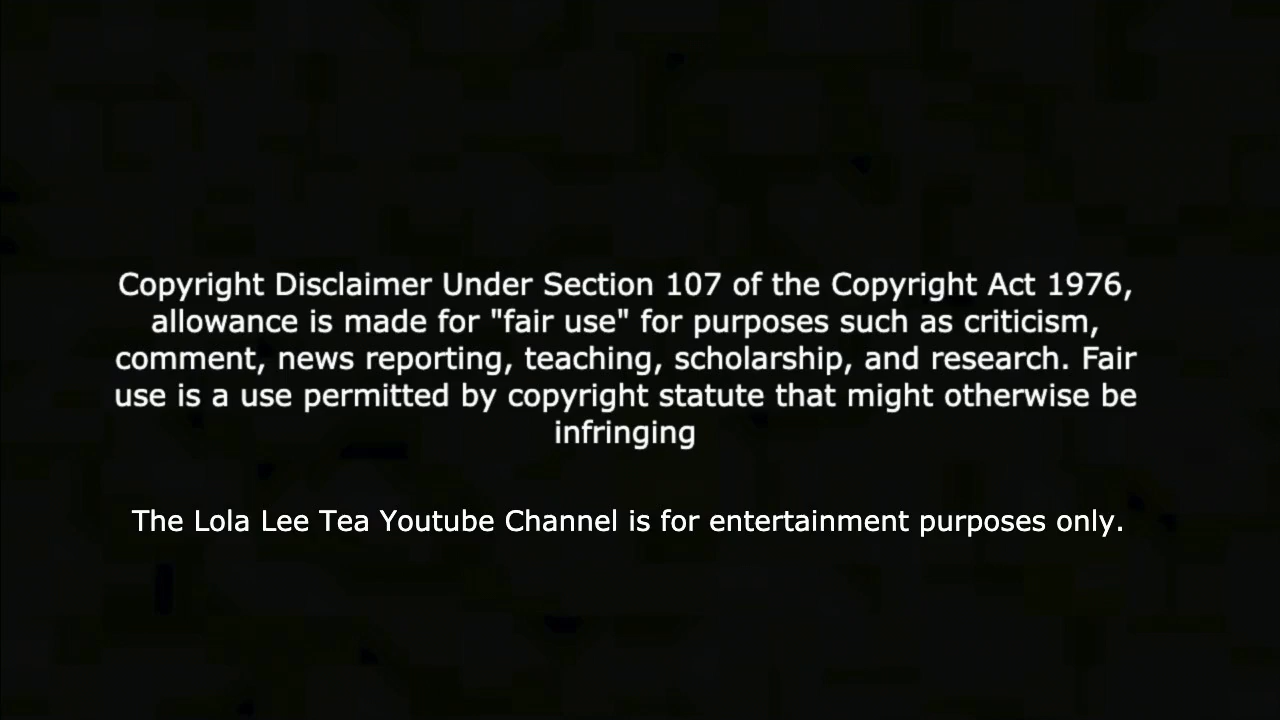 Copyright Disclaimer Under Section 107 of the Copyright Act 1976,
allowance is made for "fair use" for purposes such as criticism,
comment, news reporting, teaching, scholarship, and research. Fair
use is a use permitted by copyright statute that might otherwise be
infringing
The Lola Lee Tea Youtube Channel is for entertainment purposes only.